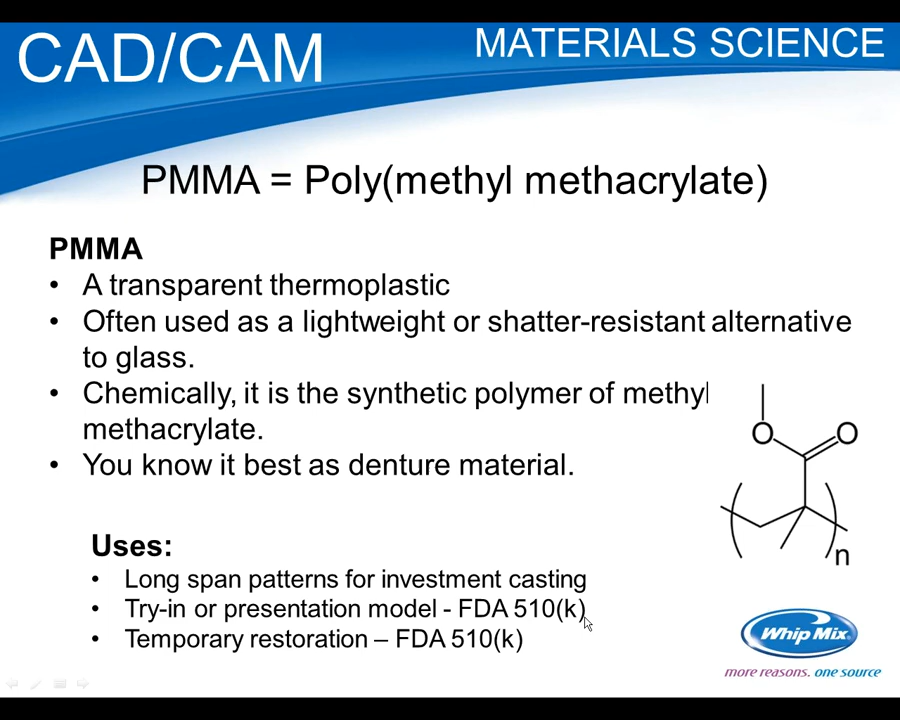 CAD/CAM
MATERIALS SCIENCE
PMMA = Poly(methyl methacrylate)
PMMA
• A transparent thermoplastic
• Often used as a lightweight or shatter-resistant alternative
to glass.
• Chemically, it is the synthetic polymer of methyl
methacrylate.
• You know it best as denture material.
O
O
n
Uses:
• Long span patterns for investment casting
• Try-in or presentation model - FDA 510(k)
• Temporary restoration – FDA 510(k)
Whip Mix
more reasons. one source